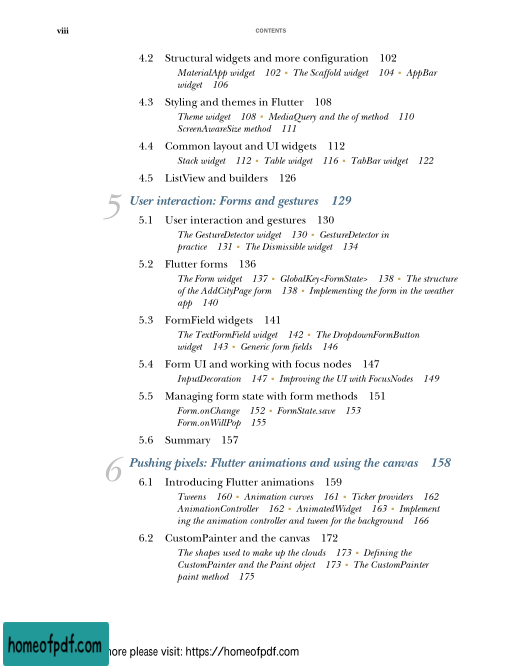 viii CONTENTS
4.2 Structural widgets and more configuration 102
MaterialApp widget 102 ▪ The Scaffold widget 104 ▪ AppBar
widget 106
4.3 Styling and themes in Flutter 108
Theme widget 108 ▪ MediaQuery and the of method 110
ScreenAwareSize method 111
4.4 Common layout and UI widgets 112
Stack widget 112 ▪ Table widget 116 ▪ TabBar widget 122
4.5 ListView and builders 126
5 User interaction: Forms and gestures 129
5.1 User interaction and gestures 130
The GestureDetector widget 130 ▪ GestureDetector in
practice 131 ▪ The Dismissible widget 134
5.2 Flutter forms 136
The Form widget 137 ▪ GlobalKey<FormState> 138 ▪ The structure
of the AddCityPage form 138 ▪ Implementing the form in the weather
app 140
5.3 FormField widgets 141
The TextFormField widget 142 ▪ The DropdownFormButton
widget 143 ▪ Generic form fields 146
5.4 Form UI and working with focus nodes 147
InputDecoration 147 ▪ Improving the UI with FocusNodes 149
5.5 Managing form state with form methods 151
Form.onChange 152 ▪ FormState.save 153
Form.onWillPop 155
5.6 Summary 157
6 Pushing pixels: Flutter animations and using the canvas 158
6.1 Introducing Flutter animations 159
Tweens 160 ▪ Animation curves 161 ▪ Ticker providers 162
AnimationController 162 ▪ AnimatedWidget 163 ▪ Implement
ing the animation controller and tween for the background 166
6.2 CustomPainter and the canvas 172
The shapes used to make up the clouds 173 ▪ Defining the
CustomPainter and the Paint object 173 ▪ The CustomPainter
paint method 175
homeofpdf.com ore please visit: https://homeofpdf.com